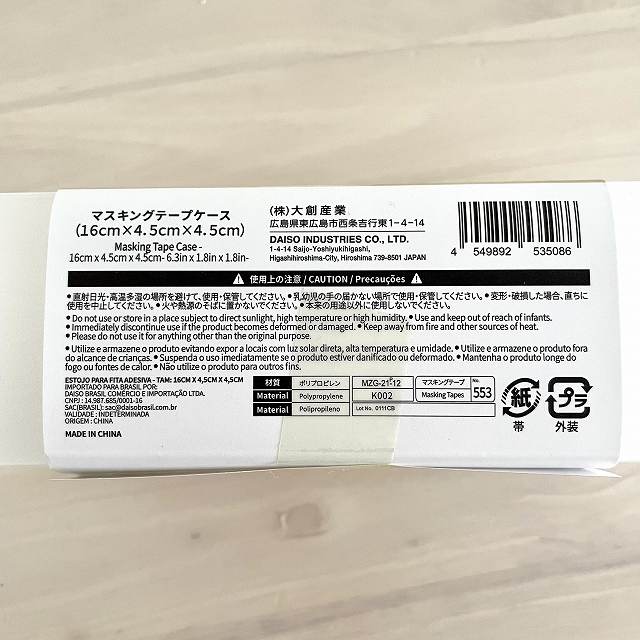 マスキングテープケース
（16cm×4.5cm×4.5cm）
Masking Tape Case -
16cm x 4.5cm x 4.5cm- 6.3in x 1.8in x 1.8in-
（株）大創産業
広島県東広島市西条吉行東1-4-14
DAISO INDUSTRIES CO., LTD.
1-4-14 Saijo-Yoshiyukihigashi,
Higashihiroshima-City, Hiroshima 739-8501 JAPAN
4 549892 535086
使用上の注意 / CAUTION / Precauções
●直射日光・高温多湿の場所を避けて、使用・保管してください。●乳幼児の手の届かない場所で使用・保管してください。●変形・破損した場合、直ちに
使用を中止してください。●火や熱源のそばに置かないでください。●本来の用途以外に使用しないでください。
●Do not use or store in a place subject to direct sunlight, high temperature or high humidity. ●Use and keep out of reach of infants.
●Immediately discontinue use if the product becomes deformed or damaged. ●Keep away from fire and other sources of heat.
●Please do not use it for anything other than the original purpose.
●Utilize e armazene o produto evitando expor a locais com luz solar direta, alta temperatura e umidade. ●Utilize e armazene o produto fora
do alcance de crianças. ●Suspenda o uso imediatamente se o produto estiver danificado ou deformado. ●Mantenha o produto longe do
fogo ou fontes de calor. ●Não utilize o produto para outros fins.
ESTOJO PARA FITA ADESIVA - TAM: 16CM X 4,5CM X 4,5CM
IMPORTADO PARA BRASIL POR:
DAISO BRASIL COMÉRCIO E IMPORTAÇÃO LTDA.
CNPJ : 14.987.685/0001-16
SAC(BRASIL): sac@daisobrasil.com.br
VALIDADE : INDETERMINADA
ORIGEM : CHINA
MADE IN CHINA
材質 ポリプロピレン MZG-21-12 マスキングテープ No.
Material Polypropylene K002 Masking Tapes 553
Material Polipropileno Lot No. 0111CB
紙
帯
プラ
外装